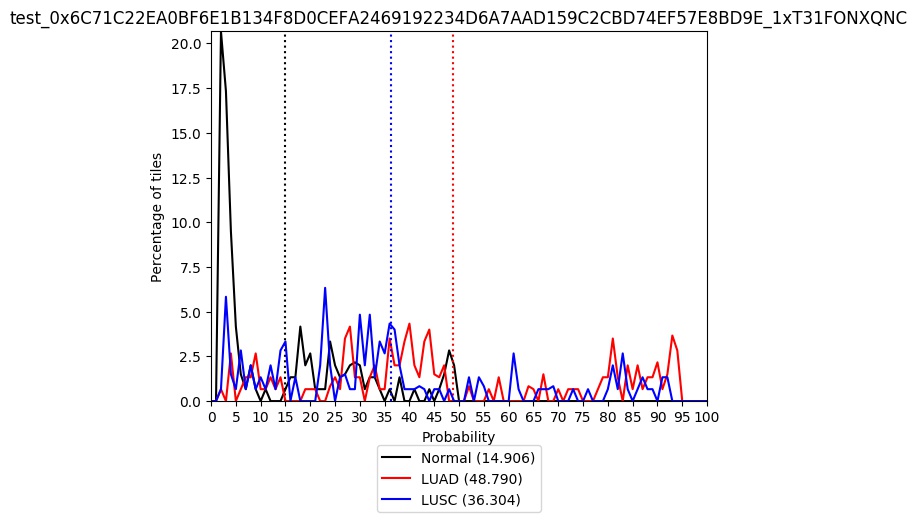 test_0x6C71C22EA0BF6E1B134F8D0CEFA2469192234D6A7AAD159C2CBD74EF57E8BD9E_1xT31FONXQNC
20.0
17.5
15.0
12.5
10.0
7.5
5.0
2.5
0.0
Percentage of tiles
0 5 10 15 20 25 30 35 40 45 50 55 60 65 70 75 80 85 90 95 100
Probability
Normal (14.906)
LUAD (48.790)
LUSC (36.304)